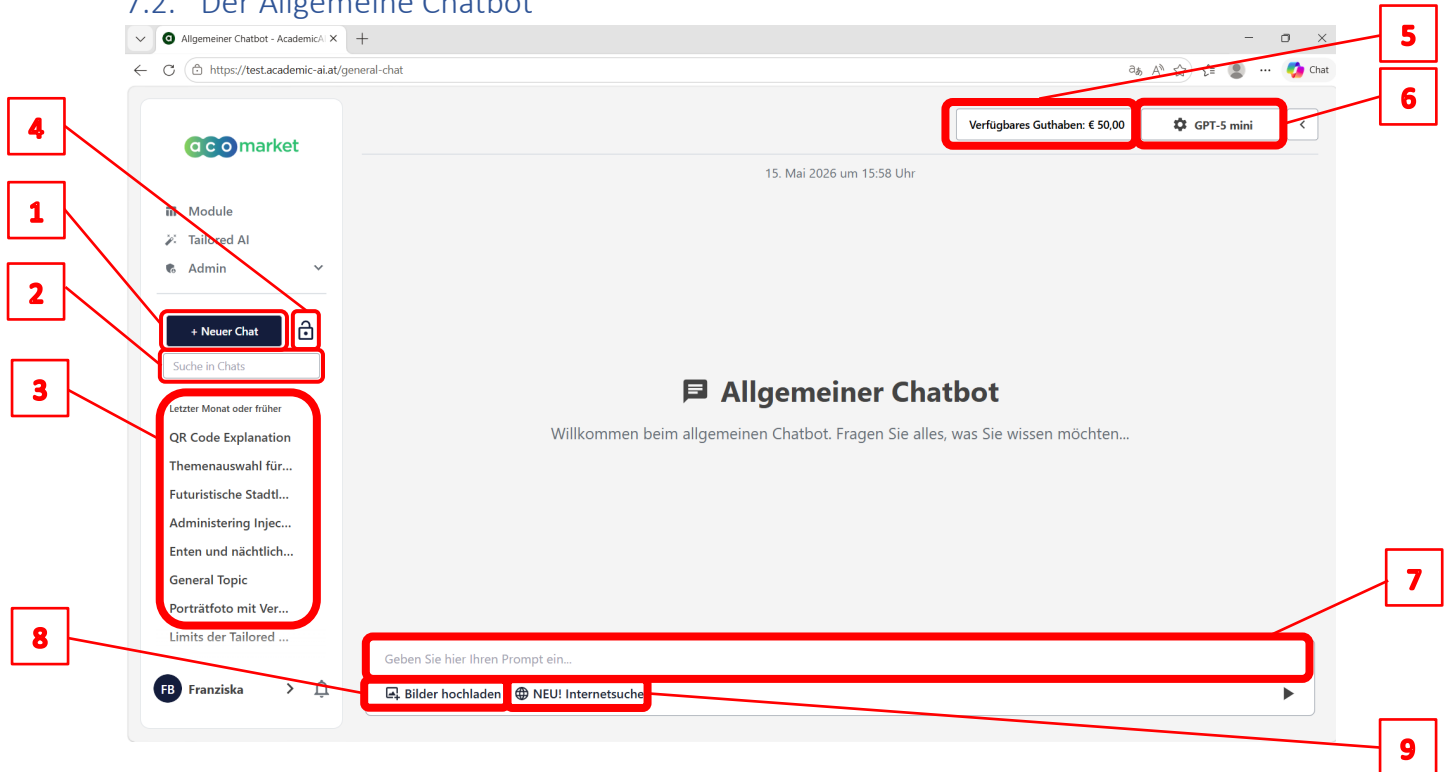 7.2. Der Allgemeine Chatbot
Allgemeiner Chatbot - AcademicA
https://test.academic-ai.at/general-chat
Chat
5
6
4
1
2
3
8
7
9
acomarket
Module
Tailored AI
Admin
+ Neuer Chat
Suche in Chats
Letzter Monat oder früher
QR Code Explanation
Themenauswahl für...
Futuristische Stadtl...
Administering Injec...
Enten und nächtlich...
General Topic
Porträtfoto mit Ver...
Limits der Tailored ...
FB Franziska
Verfügbares Guthaben: € 50,00
GPT-5 mini
15. Mai 2026 um 15:58 Uhr
Allgemeiner Chatbot
Willkommen beim allgemeinen Chatbot. Fragen Sie alles, was Sie wissen möchten...
Geben Sie hier Ihren Prompt ein...
Bilder hochladen
NEU! Internetsuche